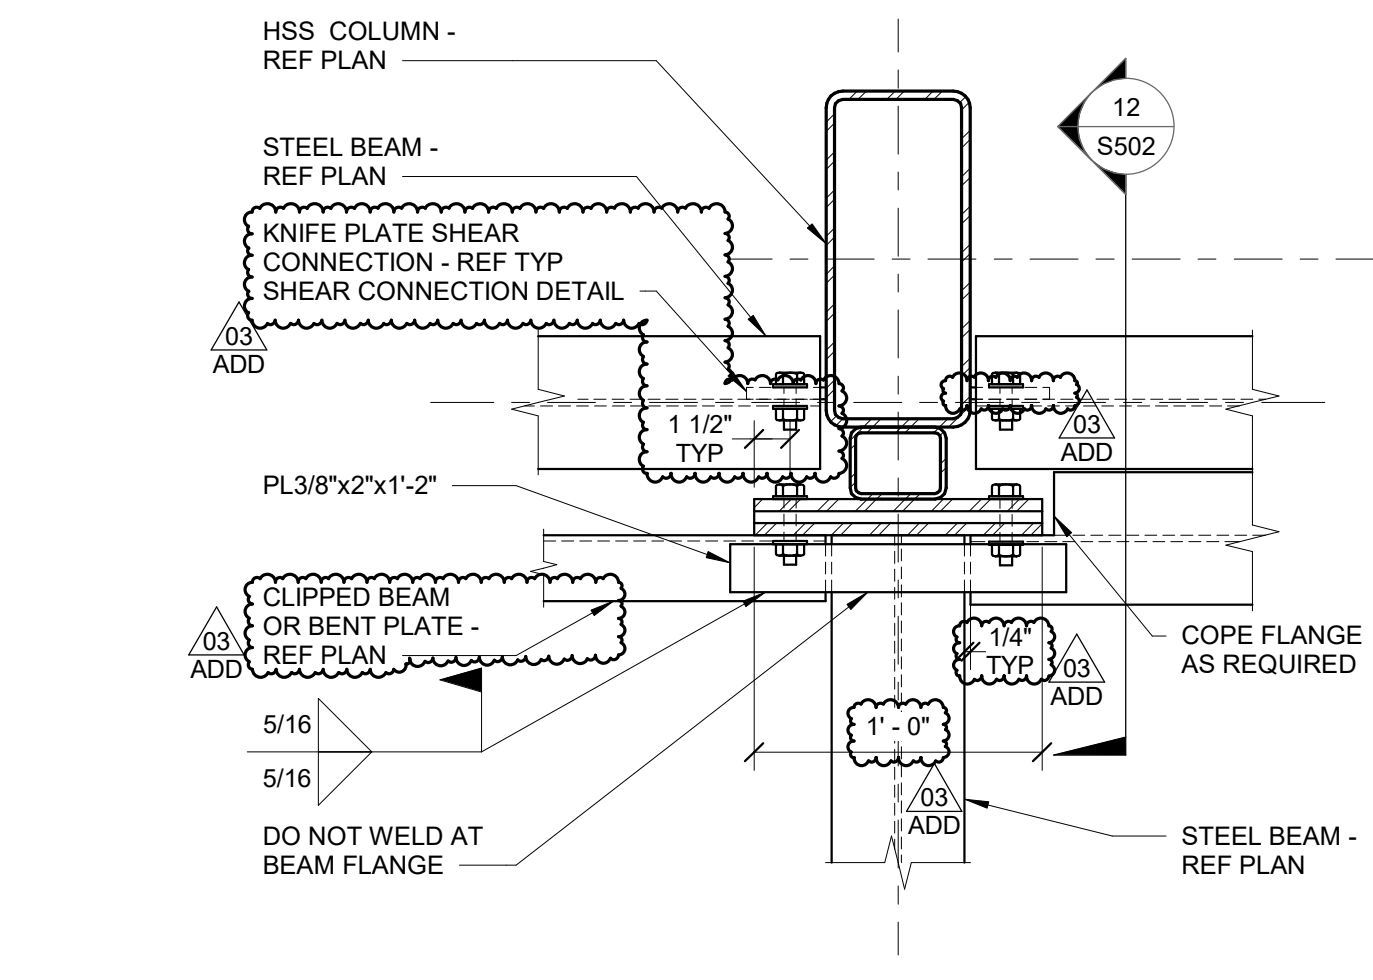 HSS COLUMN -
REF PLAN
12
S502
STEEL BEAM -
REF PLAN
KNIFE PLATE SHEAR
CONNECTION - REF TYP
SHEAR CONNECTION DETAIL
03
ADD
1 1/2"
TYP
03
ADD
PL3/8"x2"x1'-2"
CLIPPED BEAM
OR BENT PLATE -
REF PLAN
03
ADD
1/4"
TYP
03
ADD
COPE FLANGE
AS REQUIRED
5/16
5/16
1' - 0"
03
ADD
DO NOT WELD AT
BEAM FLANGE
STEEL BEAM -
REF PLAN